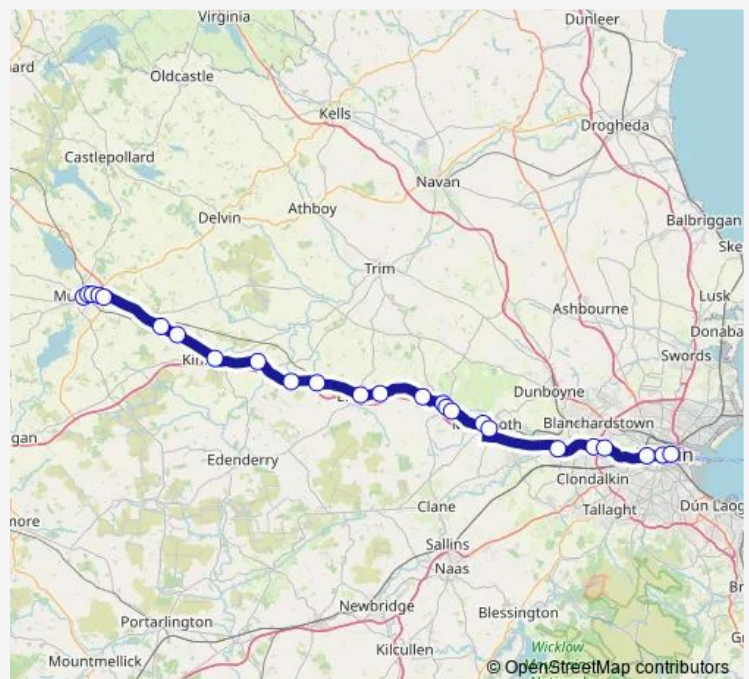 Virginia
Dunleer
Oldcastle
Kells
Drogheda
Castlepollard
Navan
Athboy
Delvin
Balbriggan
Ske
Trim
Mu
Lusk
Ashbourne
Donaba
Swords
Kin
Dunboyne
Blanchardstown
oth
Edenderry
gan
in
Clondalkin
Clane
Tallaght
Dún Laog
more
Sallins
Naas
Br
Newbridge
Blessington
Portarlington
Kilcullen
Wicklow
Mountmellick
© OpenStreetMap contributors